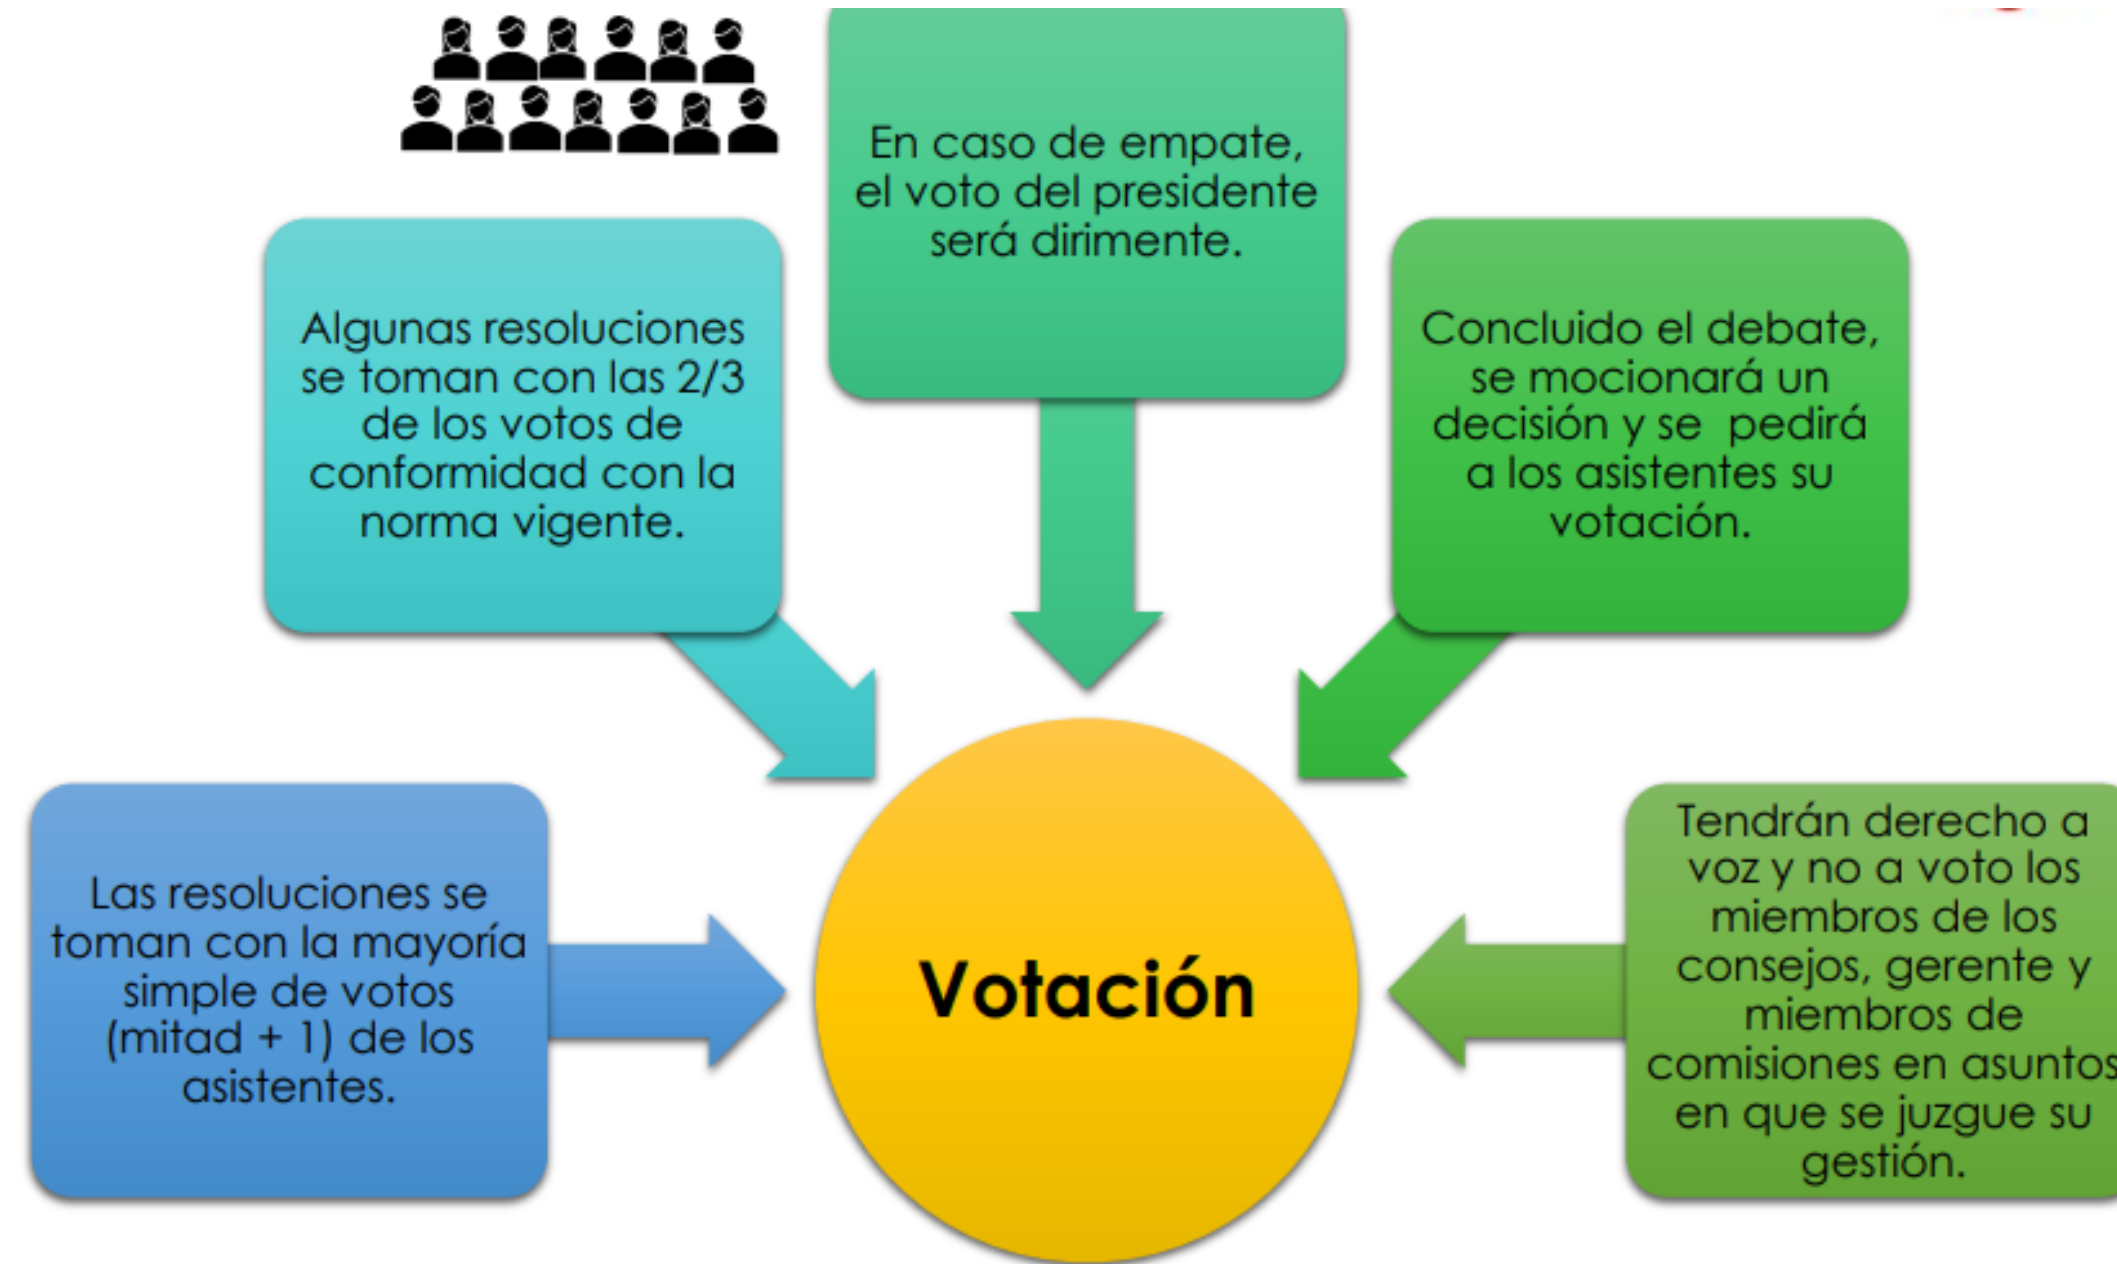 En caso de empate,
el voto del presidente
será dirimente.
Algunas resoluciones
se toman con las 2/3
de los votos de
conformidad con la
norma vigente.
Concluido el debate,
se mocionará un
decisión y se pedirá
a los asistentes su
votación.
Las resoluciones se
toman con la mayoría
simple de votos
(mitad + 1) de los
asistentes.
Votación
Tendrán derecho a
voz y no a voto los
miembros de los
consejos, gerente y
miembros de
comisiones en asuntos
en que se juzgue su
gestión.